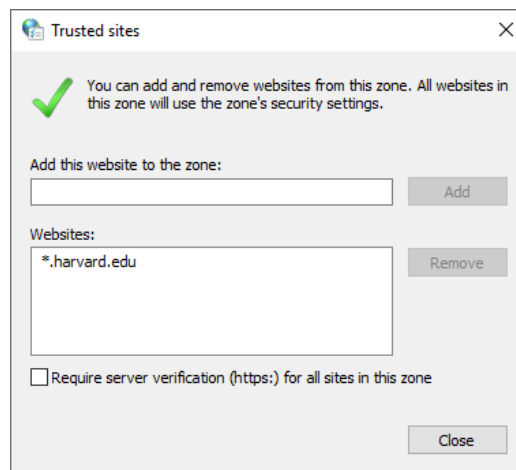 Trusted sites
You can add and remove websites from this zone. All websites in
this zone will use the zone's security settings.
Add this website to the zone:
Add
Websites:
*.harvard.edu
Remove
Require server verification (https:) for all sites in this zone
Close